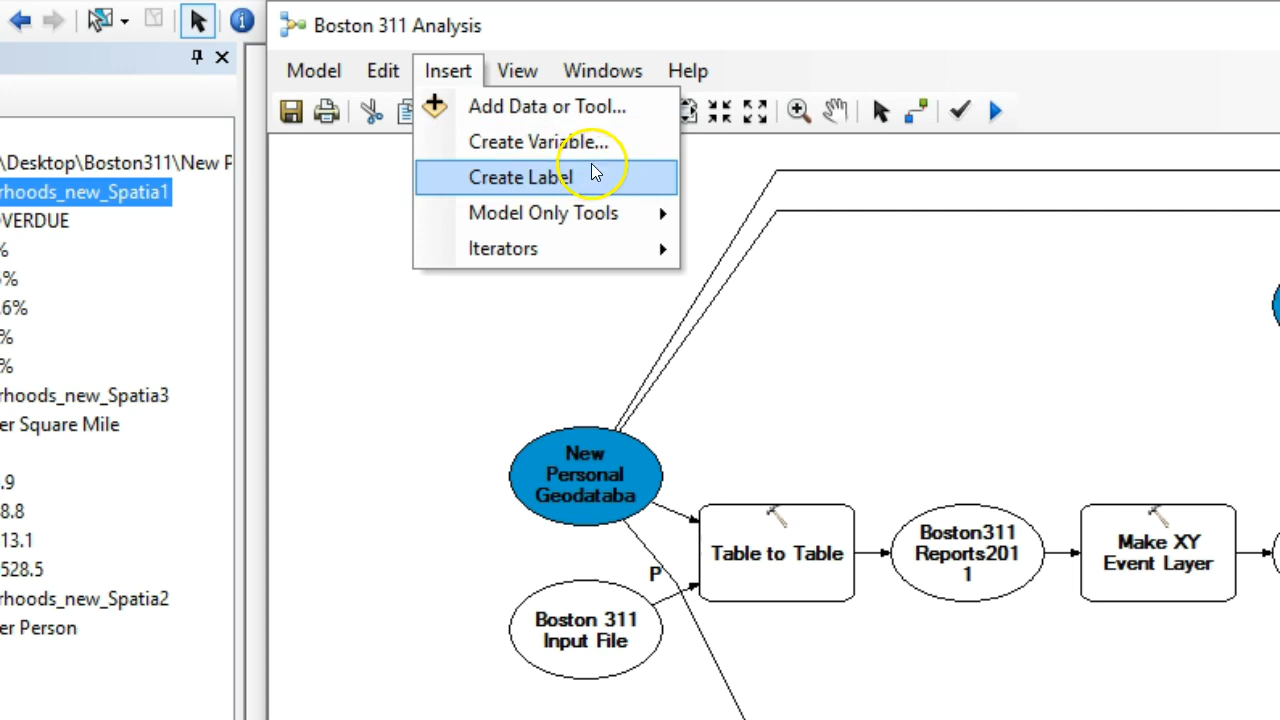 Boston 311 Analysis
Model Edit Insert View Windows Help
Add Data or Tool...
Create Variable...
Create Label
Model Only Tools
Iterators
\Desktop\Boston311\New P
rhoods_new_Spatia1
VERDUE
%
%
.6%
%
%
rhoods_new_Spatia3
er Square Mile
.9
8.8
13.1
528.5
rhoods_new_Spatia2
er Person
New
Personal
Geodataba
Table to Table
Boston311
Reports201
1
Make XY
Event Layer
P
Boston 311
Input File